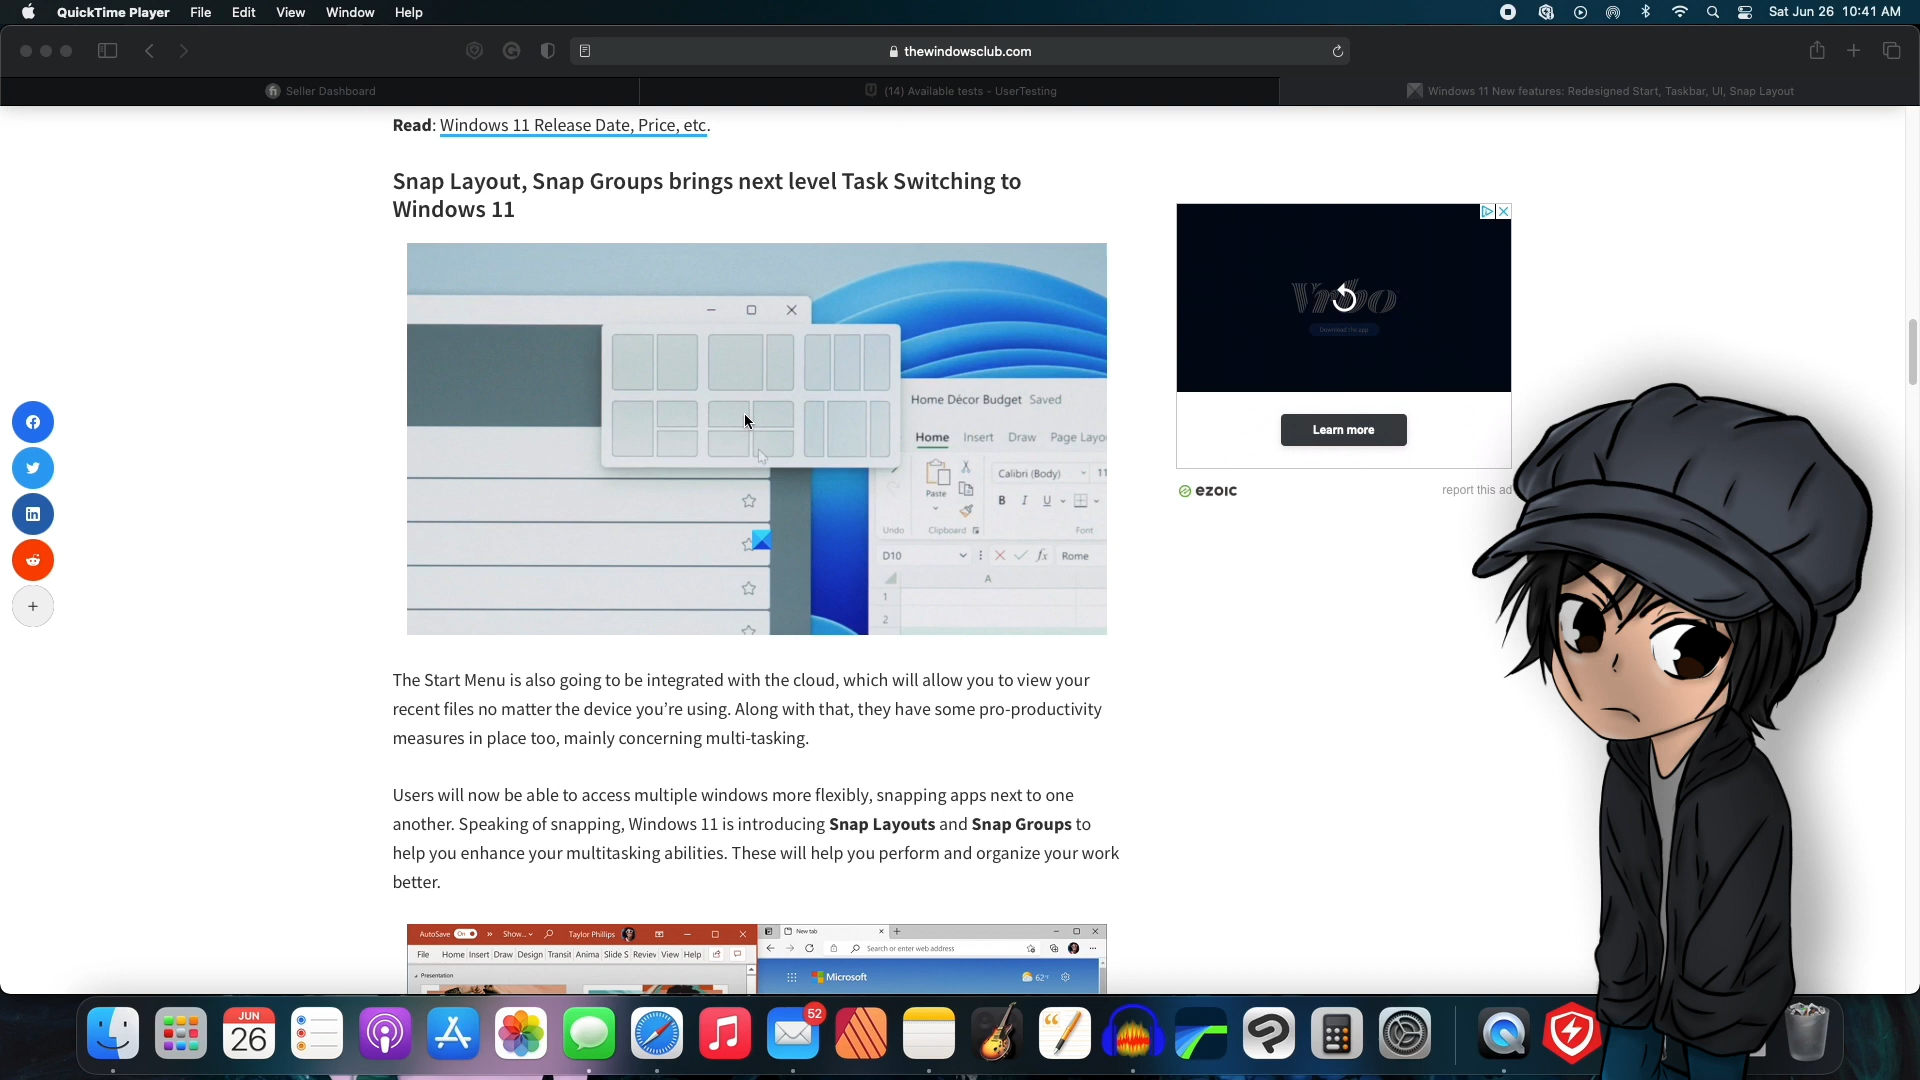 QuickTime Player File Edit View Window Help
Sat Jun 26 10:41 AM
thewindowsclub.com
Seller Dashboard
(14) Available tests - UserTesting
Windows 11 New features: Redesigned Start, Taskbar, UI, Snap Layout
Read: Windows 11 Release Date, Price, etc.
Snap Layout, Snap Groups brings next level Task Switching to
Windows 11
Home Décor Budget Saved
Home Insert Draw Page Layo
Calibri (Body) 11
Paste
B I U
Undo Clipboard Font
D10 fx Rome
A
1
2
Vrbo
Download the app
Learn more
ezoic
report this ad
The Start Menu is also going to be integrated with the cloud, which will allow you to view your
recent files no matter the device you’re using. Along with that, they have some pro-productivity
measures in place too, mainly concerning multi-tasking.
Users will now be able to access multiple windows more flexibly, snapping apps next to one
another. Speaking of snapping, Windows 11 is introducing Snap Layouts and Snap Groups to
help you enhance your multitasking abilities. These will help you perform and organize your work
better.
AutoSave On Show... Taylor Phillips
File Home Insert Draw Design Transit Anima Slide S Review View Help
Presentation
New tab
Search or enter web address
Microsoft
62°F
JUN
26
52